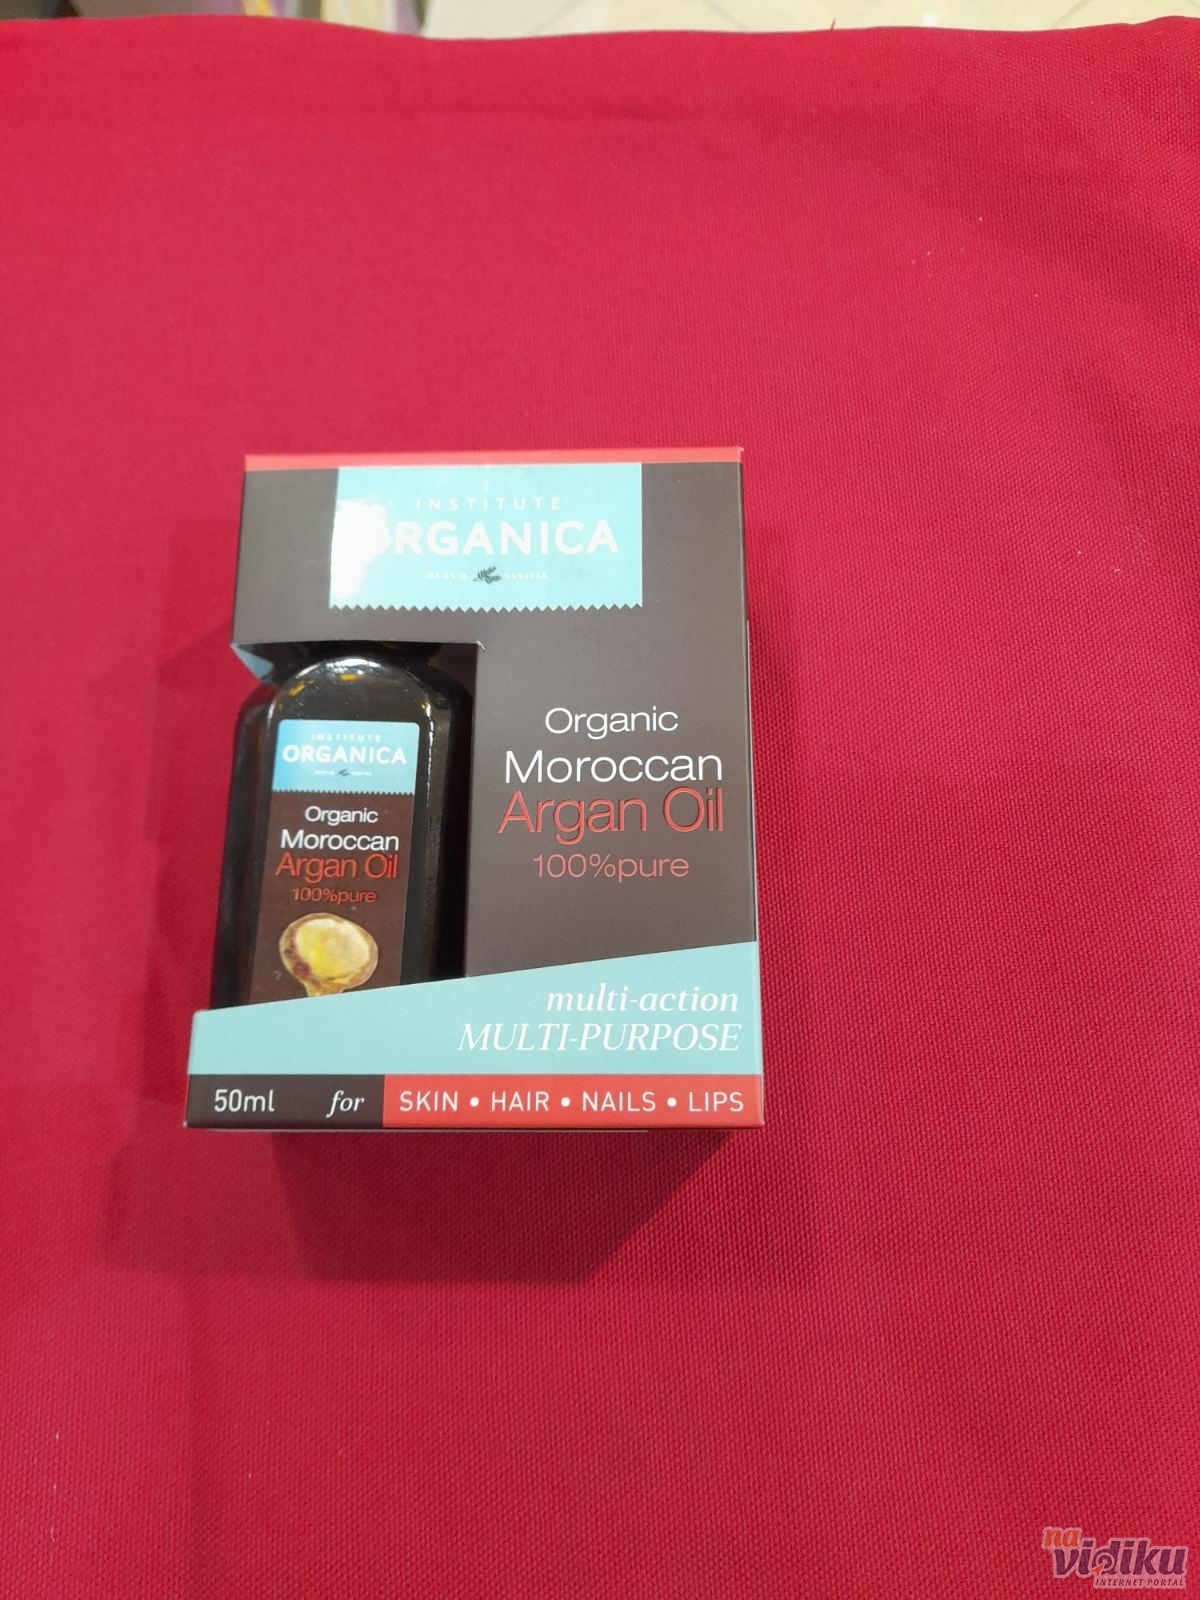 INSTITUTE
ORGANICA
Organic
Moroccan
Argan Oil
100%pure
INSTITUTE
ORGANICA
Organic
Moroccan
Argan Oil
100%pure
multi-action
MULTI-PURPOSE
50ml for SKIN • HAIR • NAILS • LIPS
na
vidiku
INTERNET PORTAL